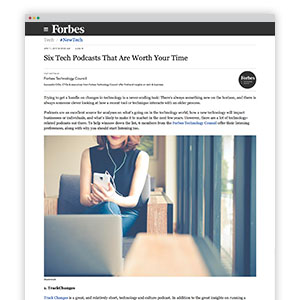 Forbes
Tech
#NewTech
Six Tech Podcasts That Are Worth Your Time
Forbes Technology Council
Forbes
Trying to get a handle on changes in technology is a never-ending task: There's always something new on the horizon, and there is
always someone clever looking at how a recent tool or technique interacts with an older process.
Podcasts are an excellent source for analyses on what's going on in the technology world, how a new technology will impact
businesses or individuals, and what's likely to make it to market in the next few years. However, there are a lot of technology-
related podcasts out there. To help winnow down the list, 6 members from the Forbes Technology Council offer their listening
preferences, along with why you should start listening too.
1. TrackChanges
Track Changes is a great, and relatively short, technology and culture podcast. In addition to the great insights on running a